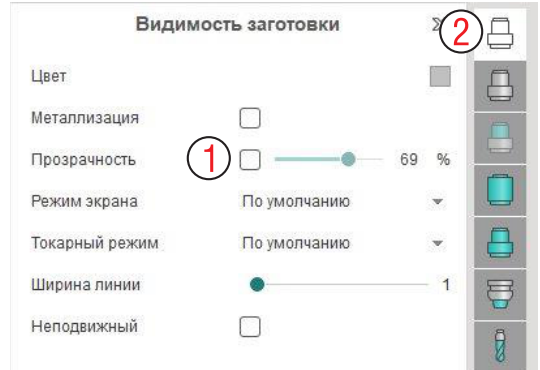 Видимость заготовки
2
Цвет
Металлизация
Прозрачность 1 69 %
Режим экрана По умолчанию
Токарный режим По умолчанию
Ширина линии 1
Неподвижный